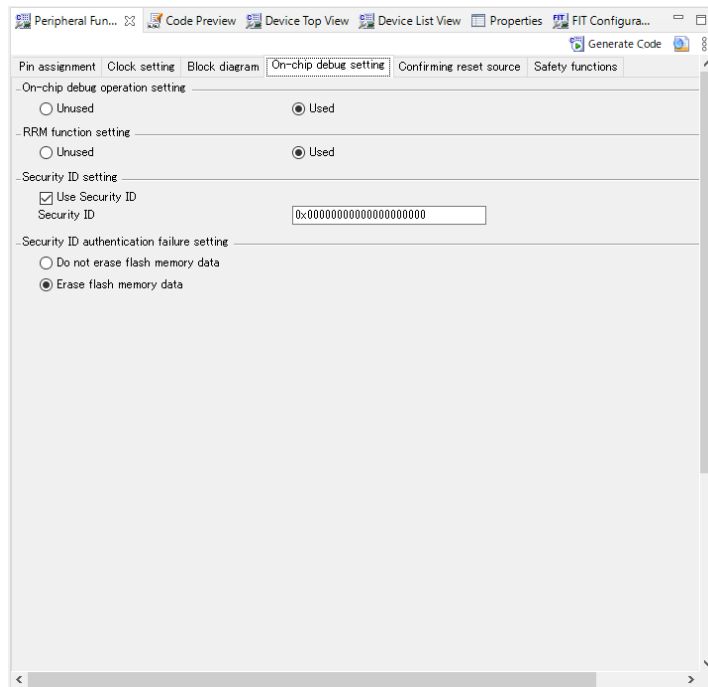 Peripheral Fun... Code Preview Device Top View Device List View Properties FIT Configura...
Generate Code
Pin assignment Clock setting Block diagram On-chip debug setting Confirming reset source Safety functions
On-chip debug operation setting
Unused Used
RRM function setting
Unused Used
Security ID setting
Use Security ID
Security ID 0x00000000000000000000
Security ID authentication failure setting
Do not erase flash memory data
Erase flash memory data